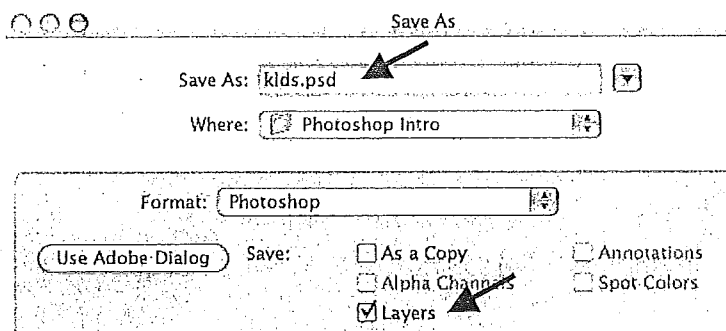 Save As
Save As: kids.psd
Where: Photoshop Intro
Format: Photoshop
Use Adobe Dialog Save: As a Copy Annotations
Alpha Channels Spot Colors
Layers